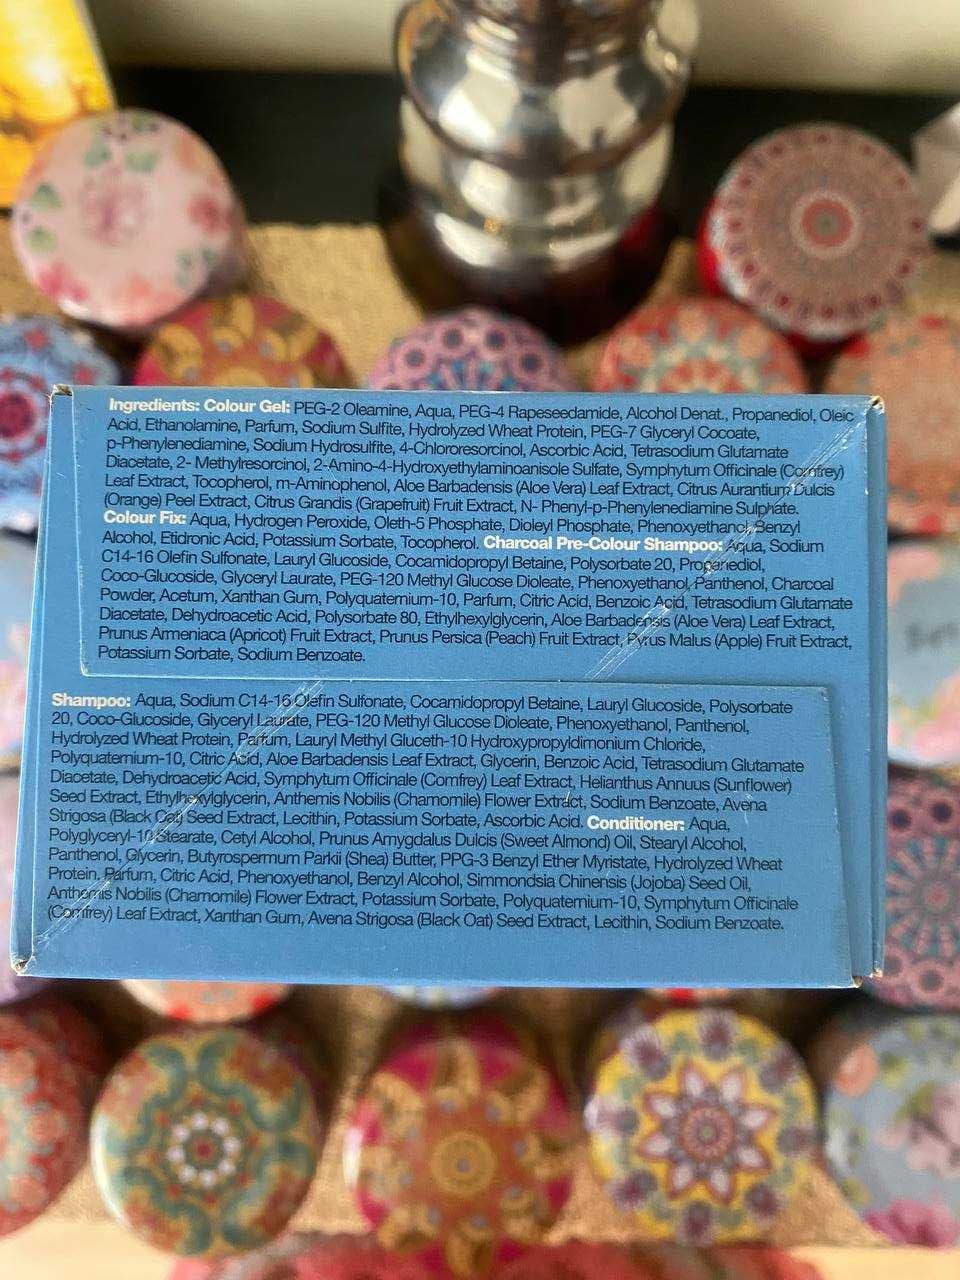 Ingredients: Colour Gel: PEG-2 Oleamine, Aqua, PEG-4 Rapeseedamide, Alcohol Denat., Propanediol, Oleic
Acid, Ethanolamine, Parfum, Sodium Sulfite, Hydrolyzed Wheat Protein, PEG-7 Glyceryl Cocoate,
p-Phenylenediamine, Sodium Hydrosulfite, 4-Chlororesorcinol, Ascorbic Acid, Tetrasodium Glutamate
Diacetate, 2- Methylresorcinol, 2-Amino-4-Hydroxyethylaminoanisole Sulfate, Symphytum Officinale (Comfrey)
Leaf Extract, Tocopherol, m-Aminophenol, Aloe Barbadensis (Aloe Vera) Leaf Extract, Citrus Aurantium Dulcis
(Orange) Peel Extract, Citrus Grandis (Grapefruit) Fruit Extract, N- Phenyl-p-Phenylenediamine Sulphate.
Colour Fix: Aqua, Hydrogen Peroxide, Oleth-5 Phosphate, Dioleyl Phosphate, Phenoxyethanol, Benzyl
Alcohol, Etidronic Acid, Potassium Sorbate, Tocopherol. Charcoal Pre-Colour Shampoo: Aqua, Sodium
C14-16 Olefin Sulfonate, Lauryl Glucoside, Cocamidopropyl Betaine, Polysorbate 20, Propanediol,
Coco-Glucoside, Glyceryl Laurate, PEG-120 Methyl Glucose Dioleate, Phenoxyethanol, Panthenol, Charcoal
Powder, Acetum, Xanthan Gum, Polyquaternium-10, Parfum, Citric Acid, Benzoic Acid, Tetrasodium Glutamate
Diacetate, Dehydroacetic Acid, Polysorbate 80, Ethylhexylglycerin, Aloe Barbadensis (Aloe Vera) Leaf Extract,
Prunus Armeniaca (Apricot) Fruit Extract, Prunus Persica (Peach) Fruit Extract, Pyrus Malus (Apple) Fruit Extract,
Potassium Sorbate, Sodium Benzoate.
Shampoo: Aqua, Sodium C14-16 Olefin Sulfonate, Cocamidopropyl Betaine, Lauryl Glucoside, Polysorbate
20, Coco-Glucoside, Glyceryl Laurate, PEG-120 Methyl Glucose Dioleate, Phenoxyethanol, Panthenol,
Hydrolyzed Wheat Protein, Parfum, Lauryl Methyl Gluceth-10 Hydroxypropyldimonium Chloride,
Polyquaternium-10, Citric Acid, Aloe Barbadensis Leaf Extract, Glycerin, Benzoic Acid, Tetrasodium Glutamate
Diacetate, Dehydroacetic Acid, Symphytum Officinale (Comfrey) Leaf Extract, Helianthus Annuus (Sunflower)
Seed Extract, Ethylhexylglycerin, Anthemis Nobilis (Chamomile) Flower Extract, Sodium Benzoate, Avena
Strigosa (Black Oat) Seed Extract, Lecithin, Potassium Sorbate, Ascorbic Acid. Conditioner: Aqua,
Polyglyceryl-10 Stearate, Cetyl Alcohol, Prunus Amygdalus Dulcis (Sweet Almond) Oil, Stearyl Alcohol,
Panthenol, Glycerin, Butyrospermum Parkii (Shea) Butter, PPG-3 Benzyl Ether Myristate, Hydrolyzed Wheat
Protein. Parfum, Citric Acid, Phenoxyethanol, Benzyl Alcohol, Simmondsia Chinensis (Jojoba) Seed Oil,
Anthemis Nobilis (Chamomile) Flower Extract, Potassium Sorbate, Polyquaternium-10, Symphytum Officinale
(Comfrey) Leaf Extract, Xanthan Gum, Avena Strigosa (Black Oat) Seed Extract, Lecithin, Sodium Benzoate.